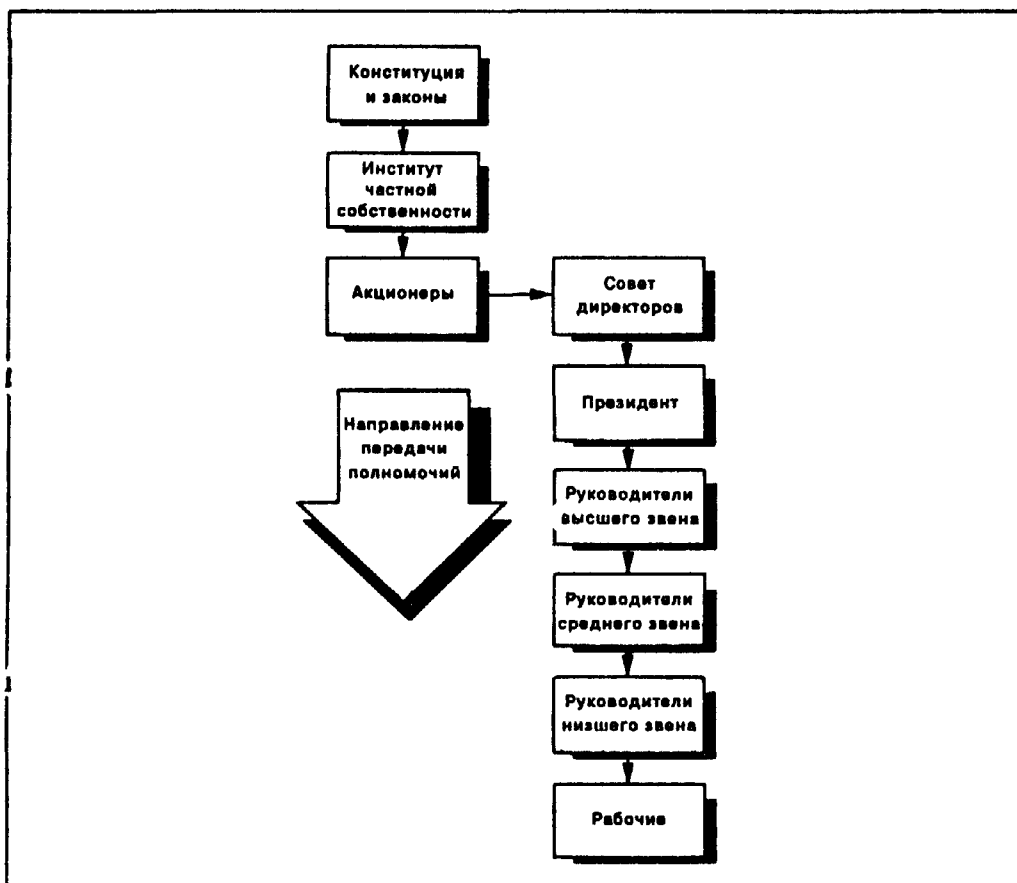 Конституция
и законы
Институт
частной
собственности
Акционеры
Совет
директоров
Президент
Направление
передачи
полномочий
Руководители
высшего звена
Руководители
среднего звена
Руководители
низшего звена
Рабочие